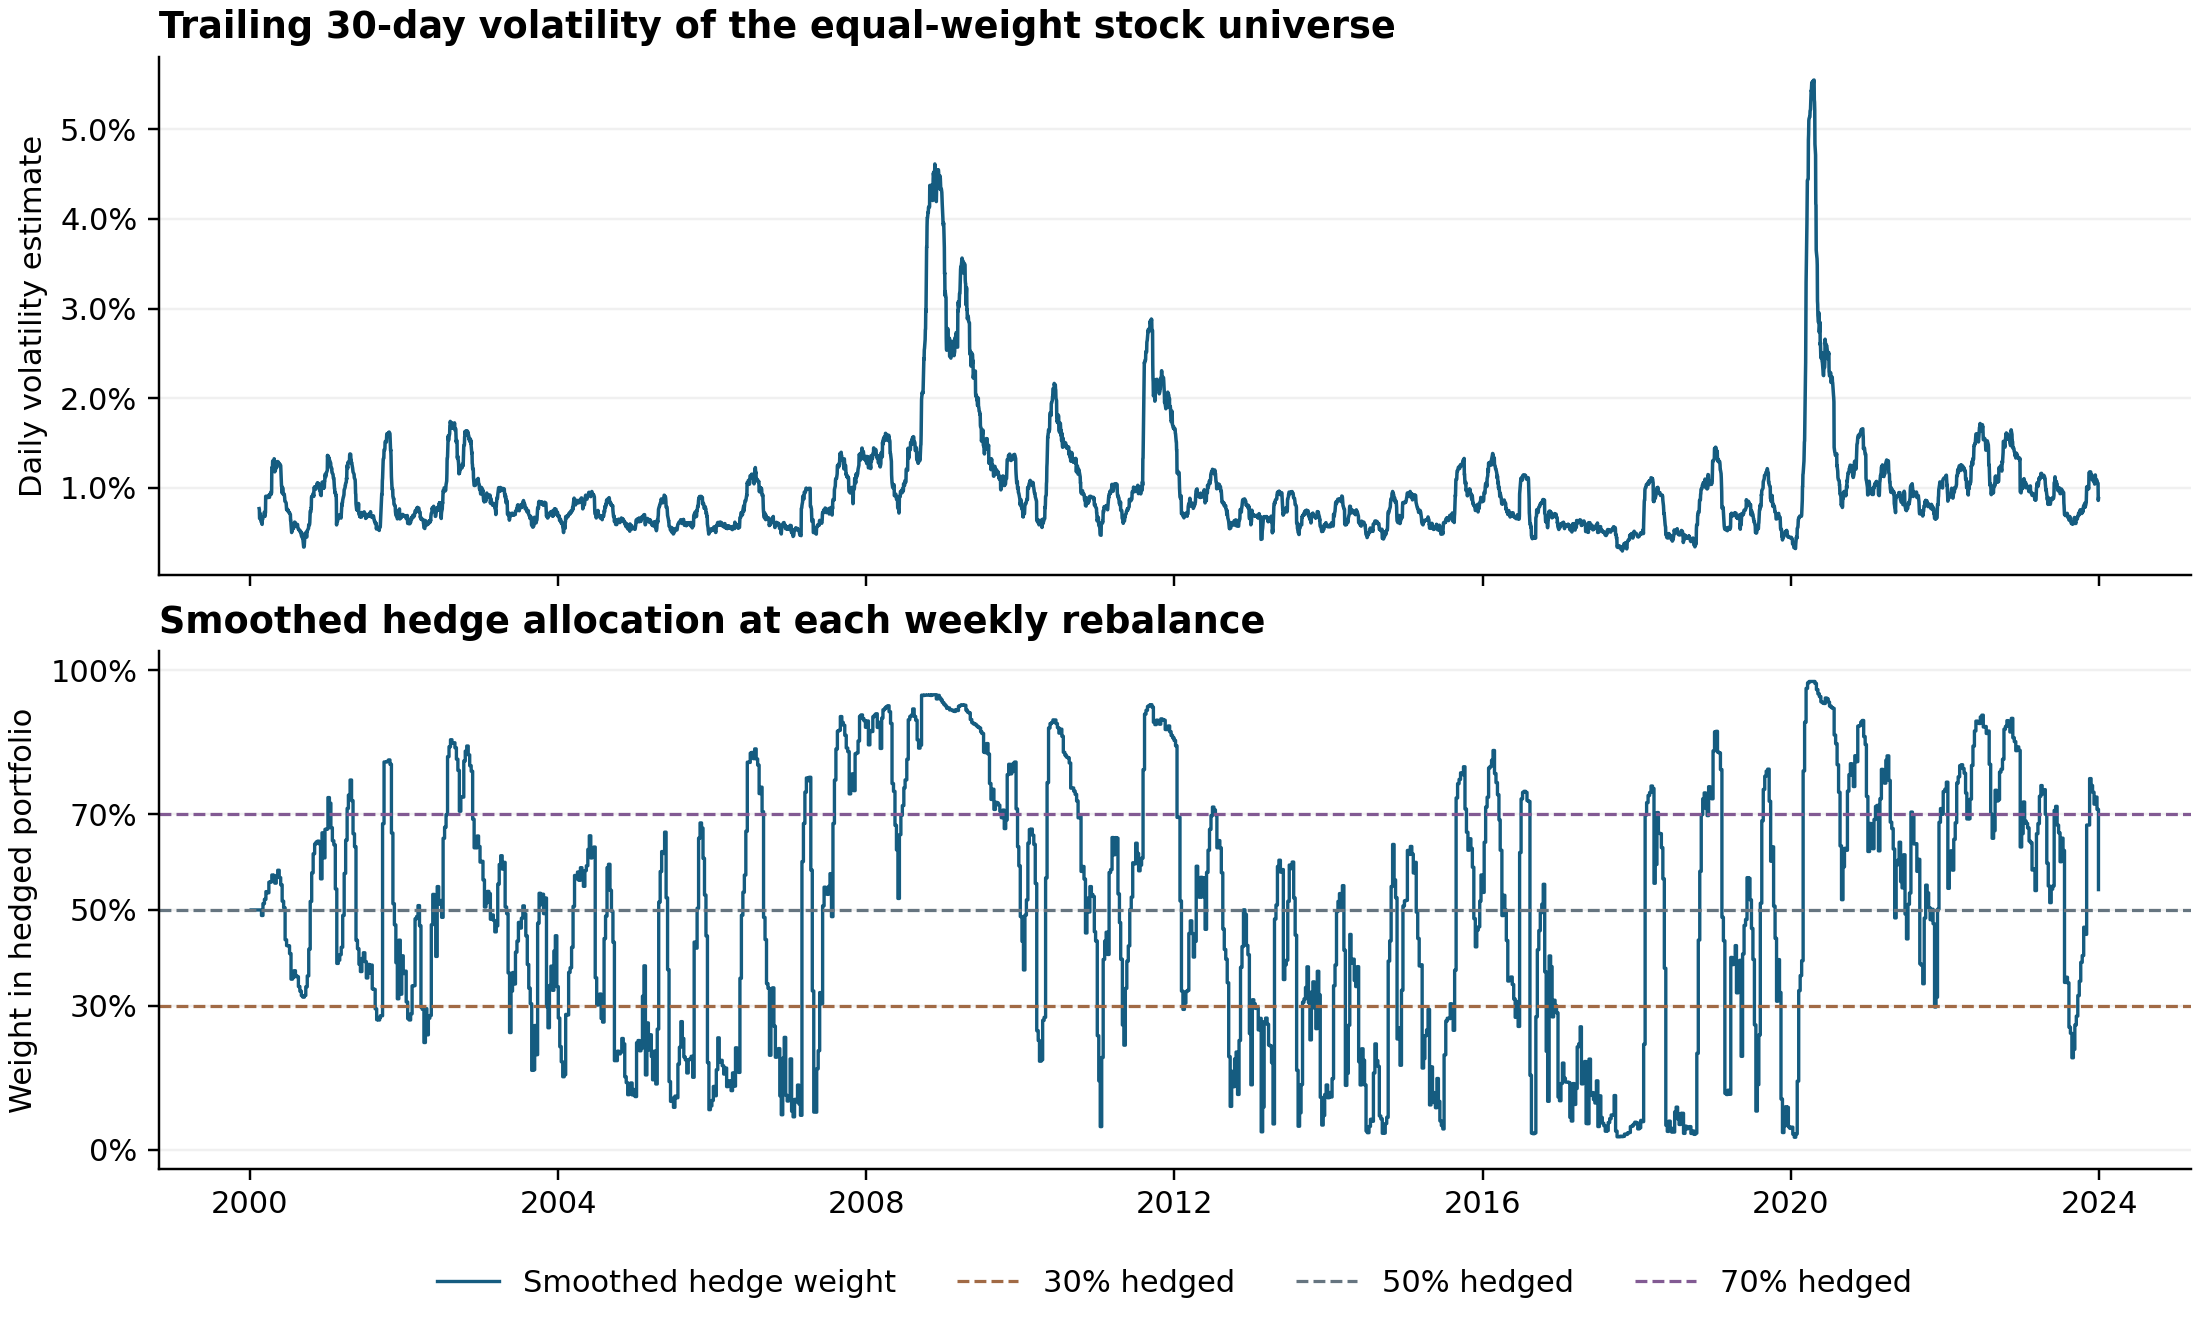 Trailing 30-day volatility of the equal-weight stock universe
Daily volatility estimate
5.0%
4.0%
3.0%
2.0%
1.0%
Smoothed hedge allocation at each weekly rebalance
Weight in hedged portfolio
100%
70%
50%
30%
0%
2000 2004 2008 2012 2016 2020 2024
Smoothed hedge weight 30% hedged 50% hedged 70% hedged